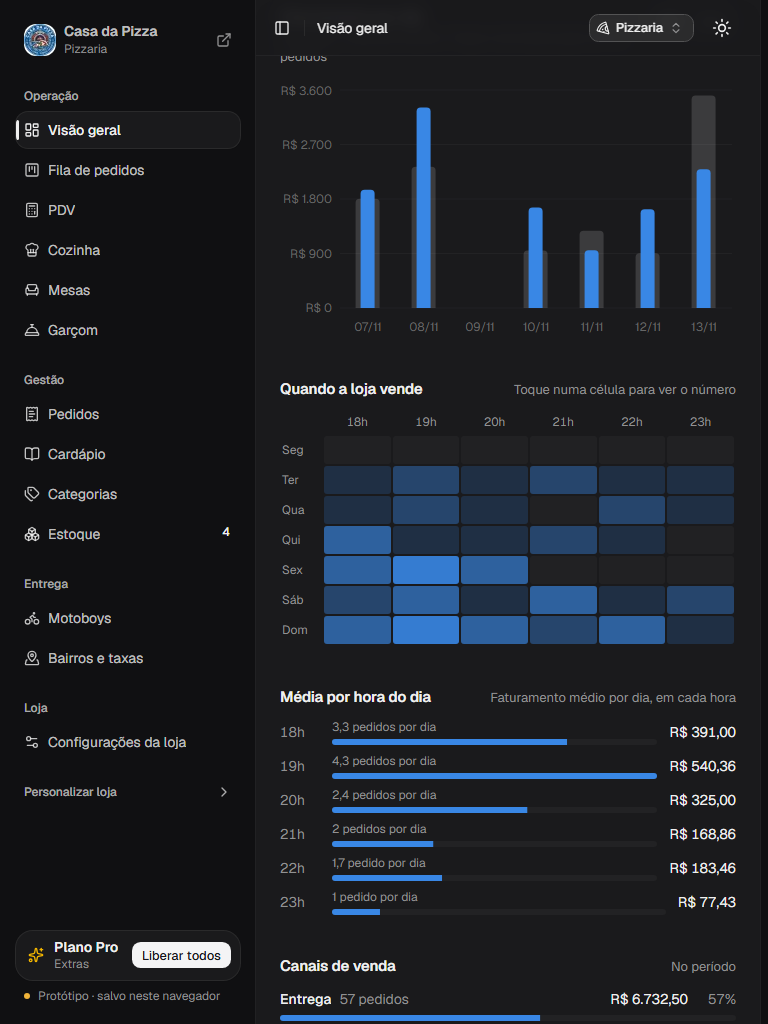 Casa da Pizza
Pizzaria
Operação
Visão geral
Fila de pedidos
PDV
Cozinha
Mesas
Garçom
Gestão
Pedidos
Cardápio
Categorias
Estoque 4
Entrega
Motoboys
Bairros e taxas
Loja
Configurações da loja
Personalizar loja
Plano Pro
Extras
Liberar todos
Protótipo · salvo neste navegador
Visão geral
Pizzaria
pedidos
R$ 3.600
R$ 2.700
R$ 1.800
R$ 900
R$ 0
07/11 08/11 09/11 10/11 11/11 12/11 13/11
Quando a loja vende Toque numa célula para ver o número
18h 19h 20h 21h 22h 23h
Seg
Ter
Qua
Qui
Sex
Sáb
Dom
Média por hora do dia Faturamento médio por dia, em cada hora
18h 3,3 pedidos por dia R$ 391,00
19h 4,3 pedidos por dia R$ 540,36
20h 2,4 pedidos por dia R$ 325,00
21h 2 pedidos por dia R$ 168,86
22h 1,7 pedido por dia R$ 183,46
23h 1 pedido por dia R$ 77,43
Canais de venda No período
Entrega 57 pedidos R$ 6.732,50 57%